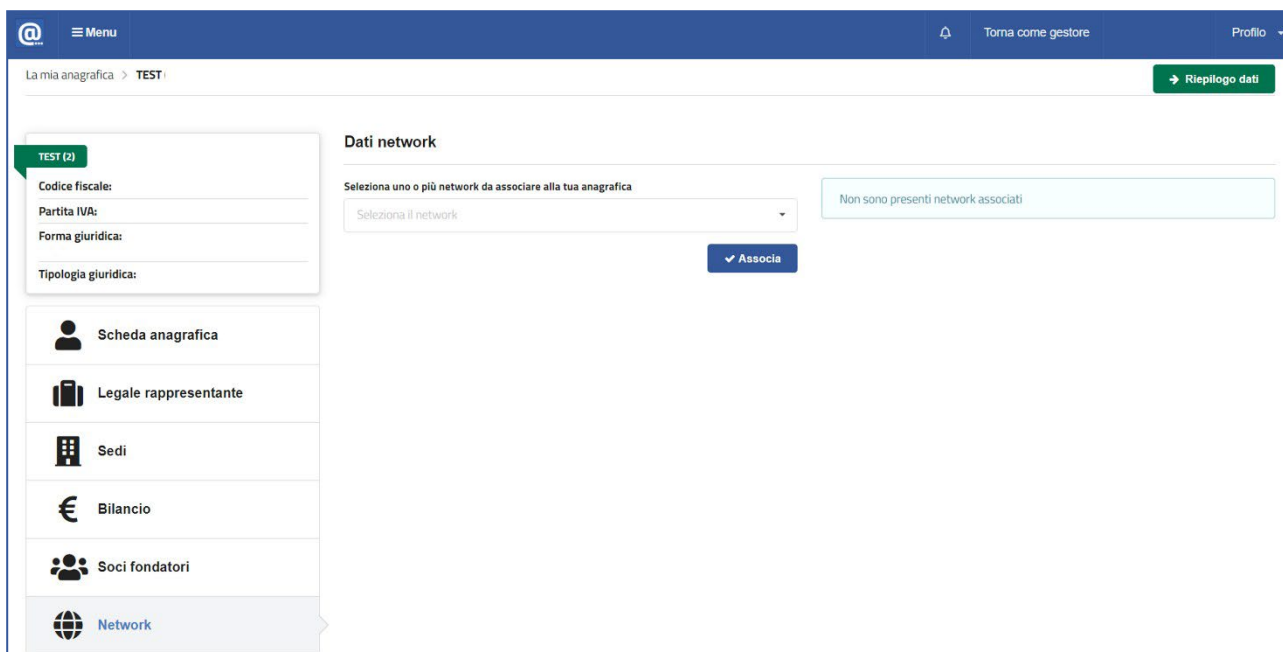 @ Menu Torna come gestore Profilo
La mia anagrafica > TEST
Riepilogo dati
TEST (2)
Codice fiscale:
Partita IVA:
Forma giuridica:
Tipologia giuridica:
Scheda anagrafica
Legale rappresentante
Sedi
€ Bilancio
Soci fondatori
Network
Dati network
Seleziona uno o più network da associare alla tua anagrafica
Seleziona il network
Associa
Non sono presenti network associati